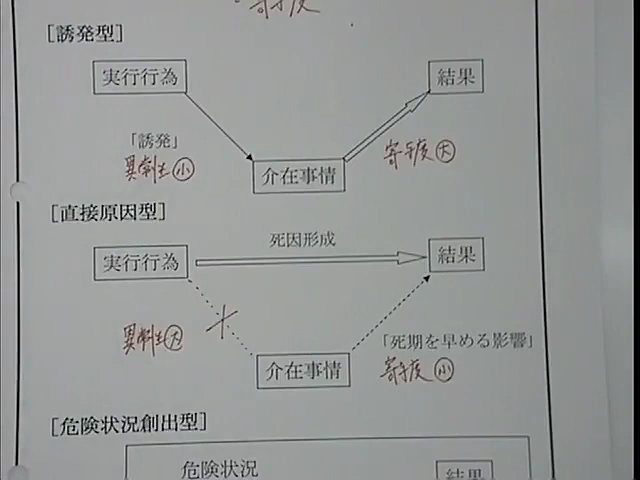 寄与度
[誘発型]
実行行為
結果
「誘発」
異常性小
寄与度大
介在事情
[直接原因型]
死因形成
実行行為
結果
異常性大
「死期を早める影響」
介在事情
寄与度小
[危険状況創出型]
危険状況
結果